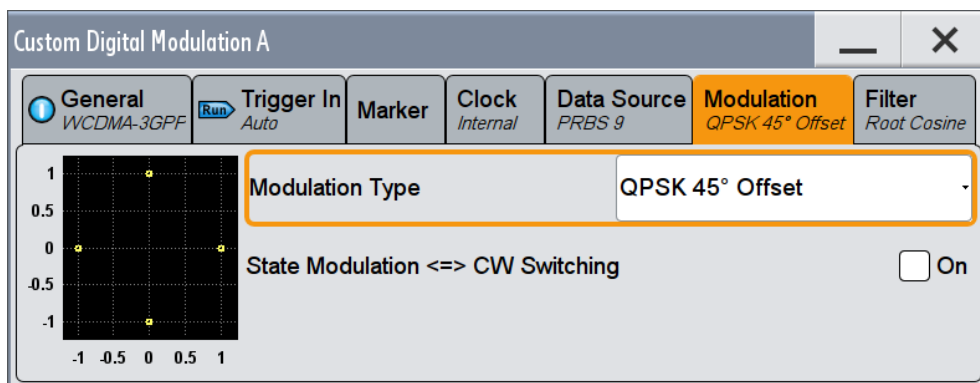 Custom Digital Modulation A
General
WCDMA-3GPF
Run
Trigger In
Auto
Marker
Clock
Internal
Data Source
PRBS 9
Modulation
QPSK 45° Offset
Filter
Root Cosine
1
0.5
0
-0.5
-1
-1 -0.5 0 0.5 1
Modulation Type
QPSK 45° Offset
State Modulation <=> CW Switching
On